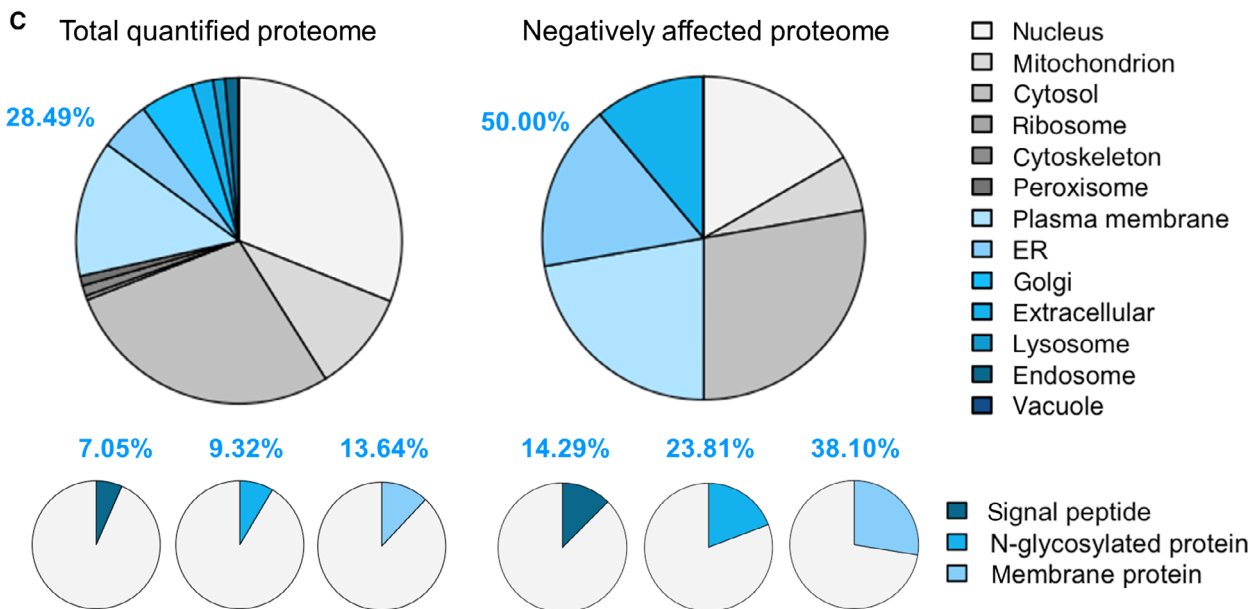 C
Total quantified proteome
Negatively affected proteome
28.49%
50.00%
Nucleus
Mitochondrion
Cytosol
Ribosome
Cytoskeleton
Peroxisome
Plasma membrane
ER
Golgi
Extracellular
Lysosome
Endosome
Vacuole
7.05%
9.32%
13.64%
14.29%
23.81%
38.10%
Signal peptide
N-glycosylated protein
Membrane protein